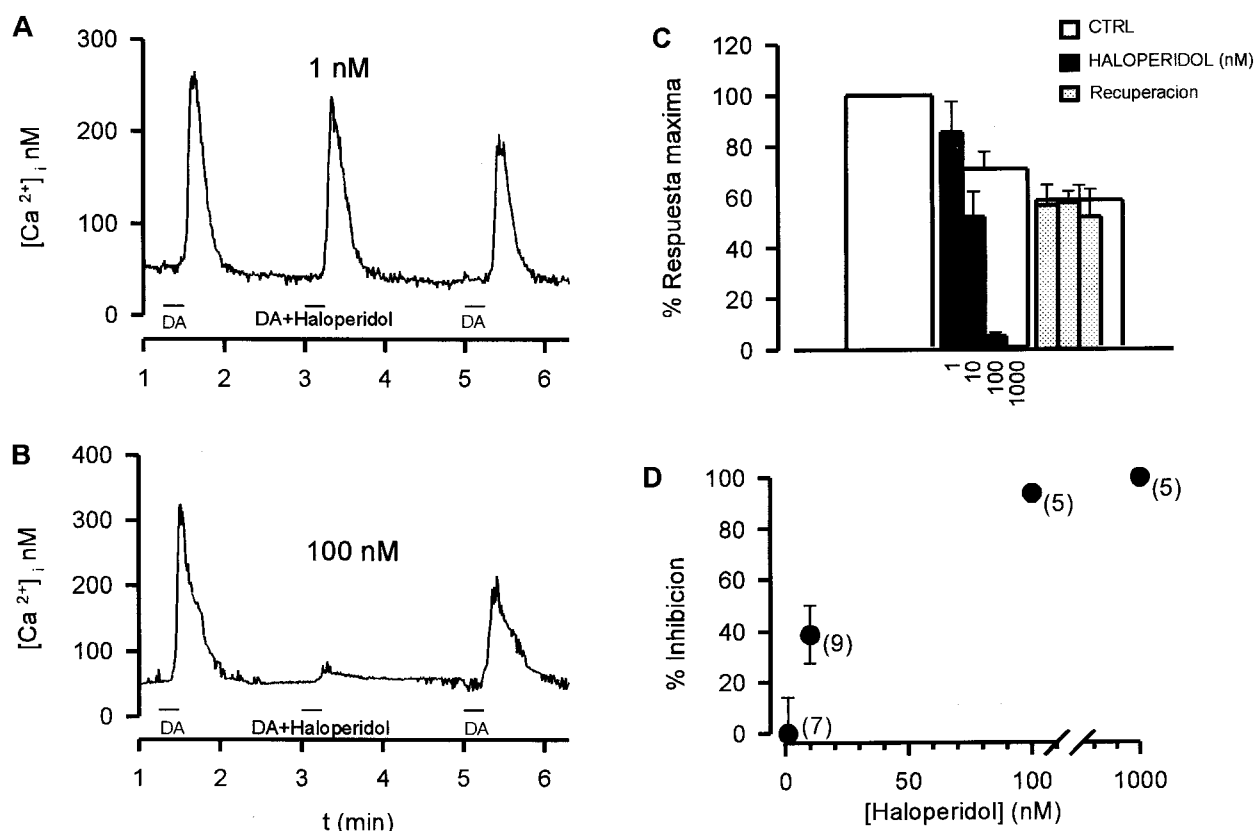 A
300
200
100
0
[Ca 2+] i, nM
1 nM
DA
DA+Haloperidol
DA
1 2 3 4 5 6
B
400
300
200
100
0
[Ca 2+] i, nM
100 nM
DA
DA+Haloperidol
DA
1 2 3 4 5 6
t (min)
C
CTRL
HALOPERIDOL (nM)
Recuperacion
120
100
80
60
40
20
0
% Respuesta maxima
1
10
100
1000
D
100
80
60
40
20
0
% Inhibicion
(7)
(9)
(5)
(5)
0 50 100 1000
[Haloperidol] (nM)